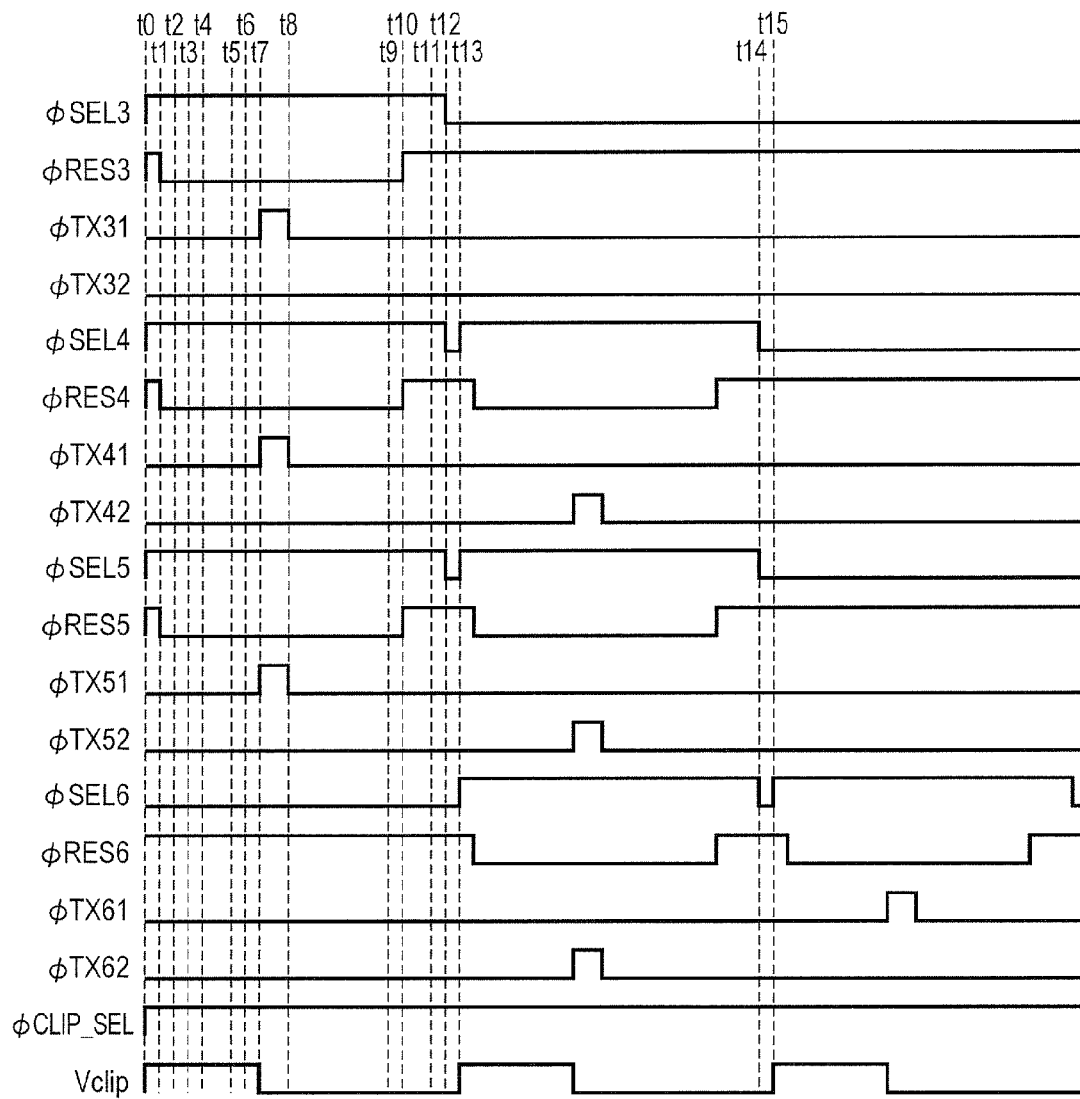 t0 t2 t4 t6 t8 t10 t12 t15
t1 t3 t5 t7 t9 t11 t13 t14
ϕSEL3
ϕRES3
ϕTX31
ϕTX32
ϕSEL4
ϕRES4
ϕTX41
ϕTX42
ϕSEL5
ϕRES5
ϕTX51
ϕTX52
ϕSEL6
ϕRES6
ϕTX61
ϕTX62
ϕCLIP_SEL
Vclip